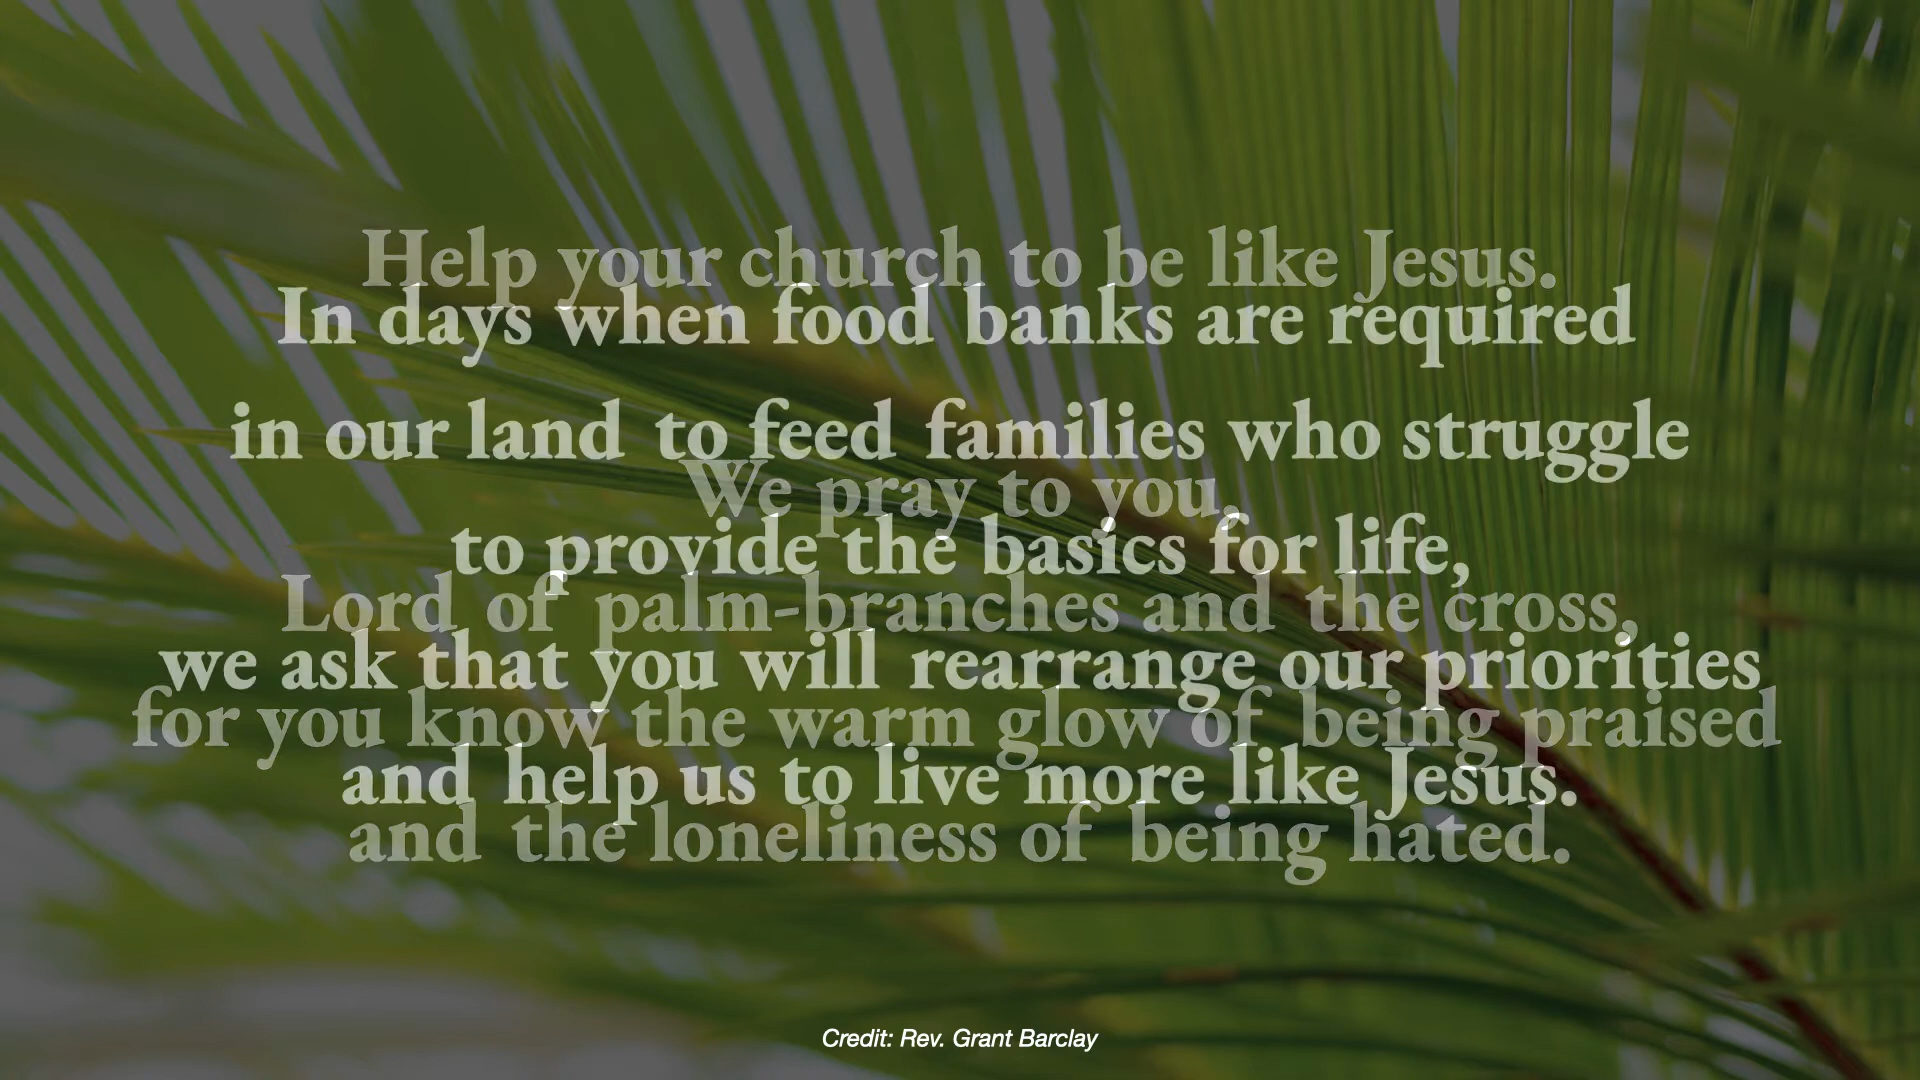 Help your church to be like Jesus.
In days when food banks are required
in our land to feed families who struggle
We pray to you,
to provide the basics for life,
Lord of palm-branches and the cross,
we ask that you will rearrange our priorities
for you know the warm glow of being praised
and help us to live more like Jesus.
and the loneliness of being hated.
Credit: Rev. Grant Barclay